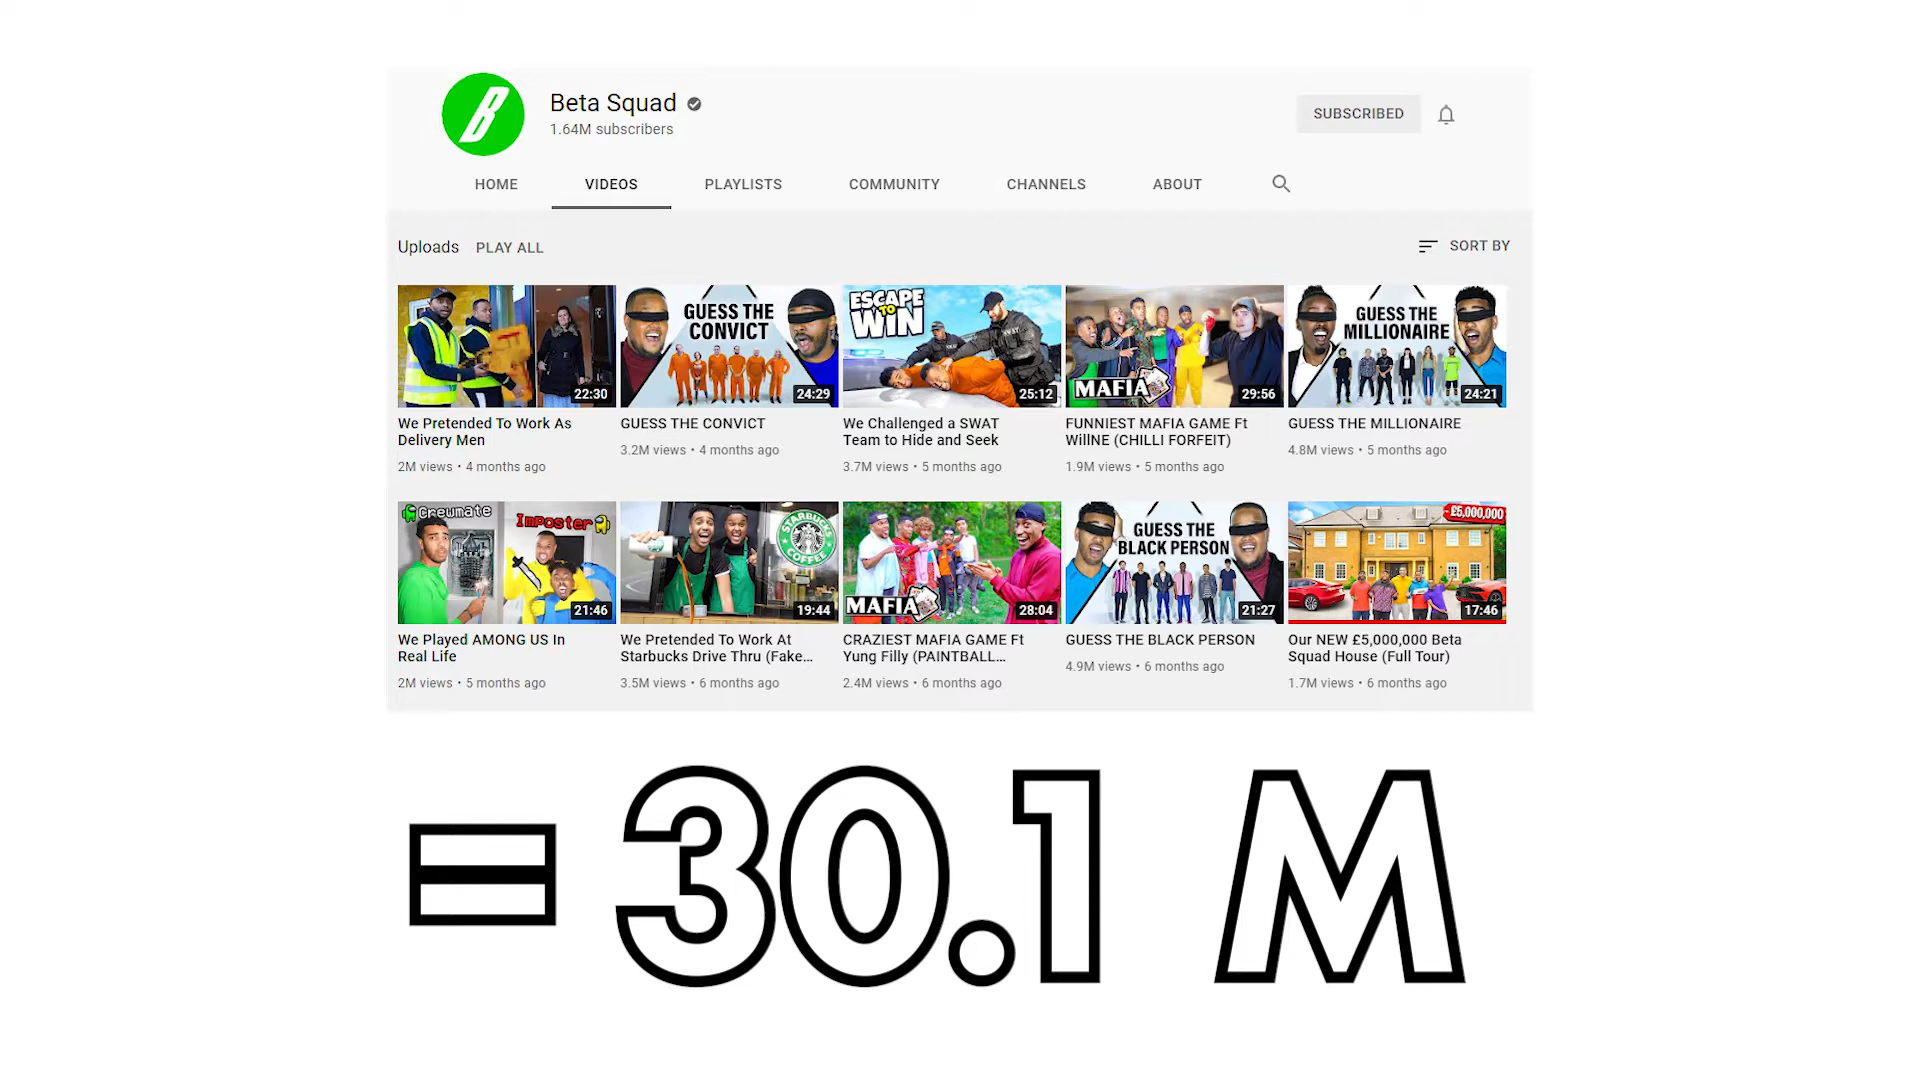 Beta Squad
1.64M subscribers
SUBSCRIBED
HOME VIDEOS PLAYLISTS COMMUNITY CHANNELS ABOUT
Uploads PLAY ALL SORT BY
22:30
GUESS THE
CONVICT
24:29
ESCAPE
TO
WIN
SWAT
25:12
MAFIA
29:56
GUESS THE
MILLIONAIRE
24:21
We Pretended To Work As
Delivery Men
2M views • 4 months ago
GUESS THE CONVICT
3.2M views • 4 months ago
We Challenged a SWAT
Team to Hide and Seek
3.7M views • 5 months ago
FUNNIEST MAFIA GAME Ft
WillNE (CHILLI FORFEIT)
1.9M views • 5 months ago
GUESS THE MILLIONAIRE
4.8M views • 5 months ago
Crewmate
Imposter
21:46
STARBUCKS
COFFEE
19:44
MAFIA
28:04
GUESS THE
BLACK PERSON
21:27
£5,000,000
17:46
We Played AMONG US In
Real Life
2M views • 5 months ago
We Pretended To Work At
Starbucks Drive Thru (Fake...
3.5M views • 6 months ago
CRAZIEST MAFIA GAME Ft
Yung Filly (PAINTBALL...
2.4M views • 6 months ago
GUESS THE BLACK PERSON
4.9M views • 6 months ago
Our NEW £5,000,000 Beta
Squad House (Full Tour)
1.7M views • 6 months ago
= 30.1 M